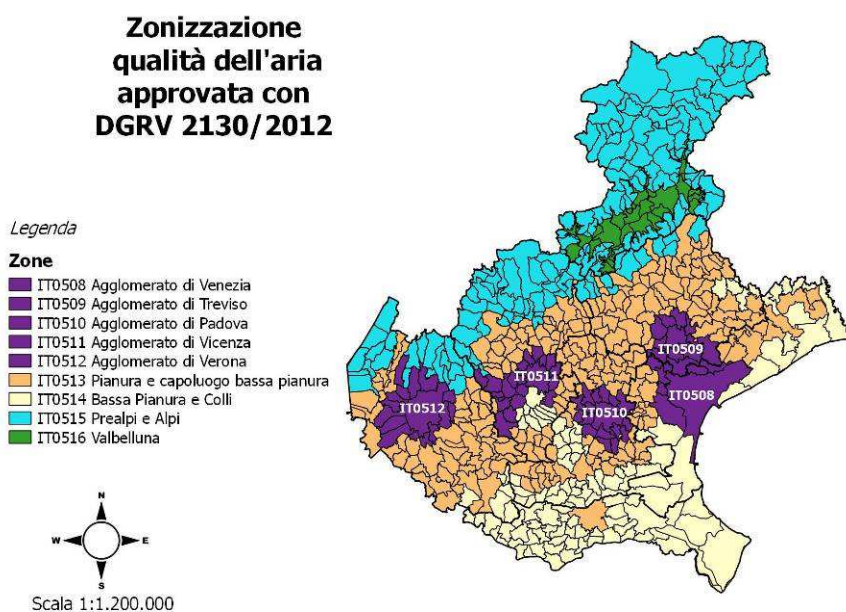 Zonizzazione
qualità dell'aria
approvata con
DGRV 2130/2012
Legenda
Zone
IT0508 Agglomerato di Venezia
IT0509 Agglomerato di Treviso
IT0510 Agglomerato di Padova
IT0511 Agglomerato di Vicenza
IT0512 Agglomerato di Verona
IT0513 Pianura e capoluogo bassa pianura
IT0514 Bassa Pianura e Colli
IT0515 Prealpi e Alpi
IT0516 Valbelluna
IT0509
IT0511
IT0508
IT0512
IT0510
N
W
E
S
Scala 1:1.200.000